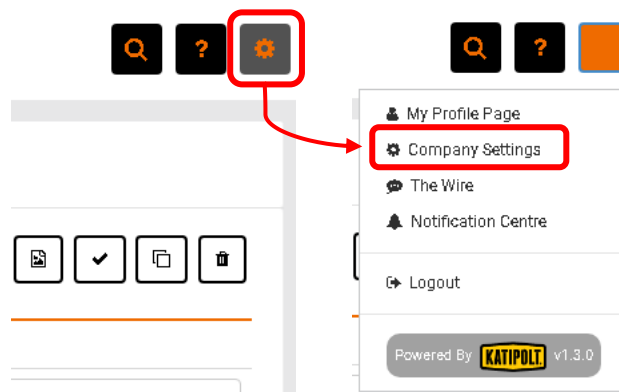 ?
?
My Profile Page
Company Settings
The Wire
Notification Centre
Logout
Powered By KATIPOLT. v1.3.0